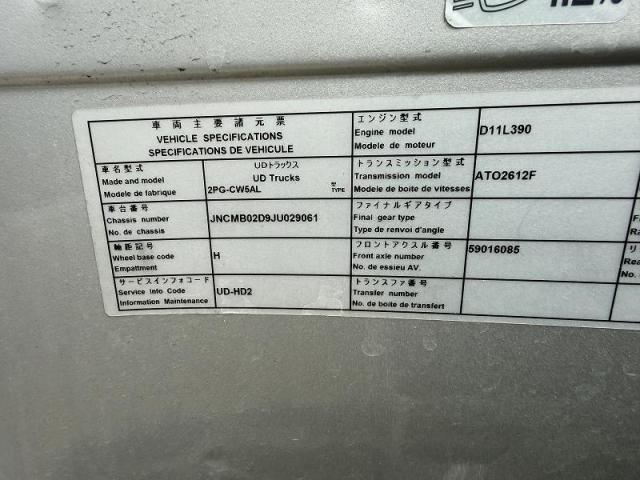 車両主要諸元票
VEHICLE SPECIFICATIONS
SPECIFICATIONS DE VEHICULE
エンジン型式
Engine model
Modele de moteur
D11L390
車名型式
Made and model
Modele de fabrique
UDトラックス
UD Trucks
2PG-CW5AL
型
TYPE
トランスミッション型式
Transmission model
Modele de boite de vitesses
ATO2612F
車台番号
Chassis number
No. de chassis
JNCMB02D9JU029061
ファイナルギアタイプ
Final gear type
Type de renvoi d'angle
軸距記号
Wheel base code
Empattment
H
フロントアクスル番号
Front axle number
No. de essieu AV.
59016085
サービスインフォコード
Service Info Code
Information Maintenance
UD-HD2
トランスファ番号
Transfer number
No. de boite de transfert